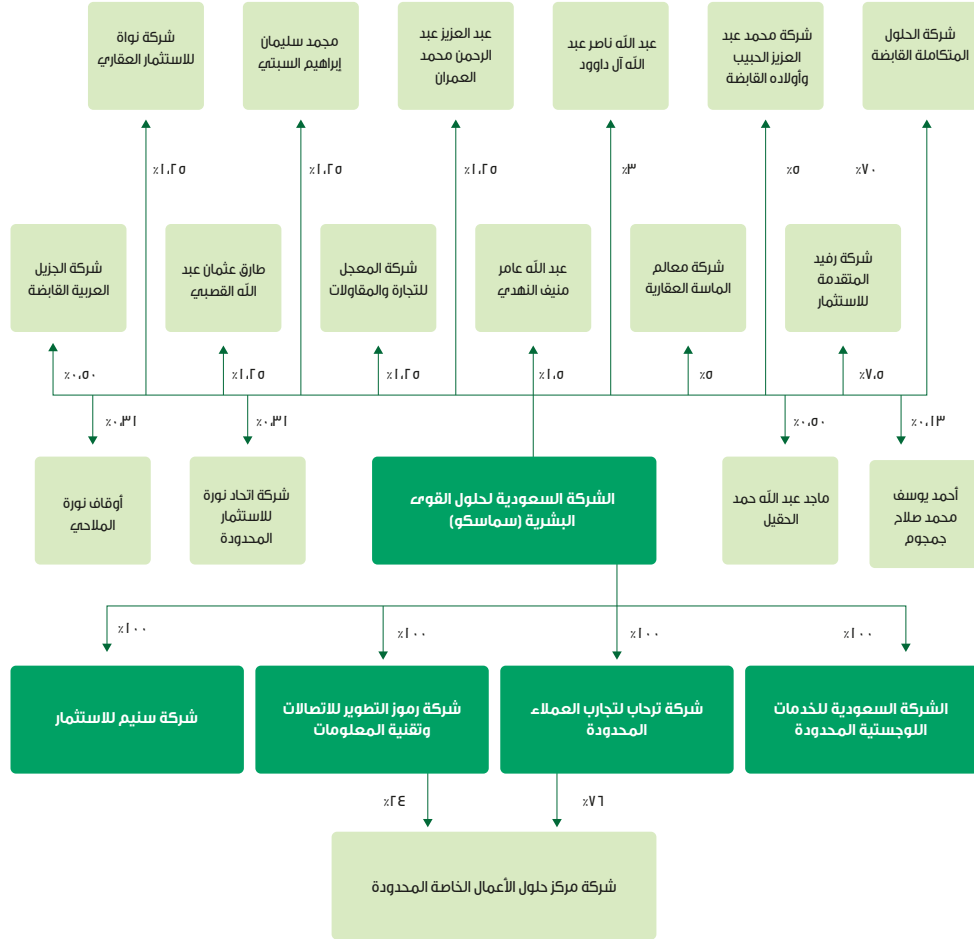 شركة الحلول
المتكاملة القابضة
شركة محمد عبد
العزيز الحبيب
وأولاده القابضة
عبد الله ناصر عبد
الله آل داوود
عبد العزيز عبد
الرحمن محمد
العمران
مجمد سليمان
إبراهيم السبتي
شركة نواة
للاستثمار العقاري
٪٧٠
٪٥
٪٣
٪١،٢٥
٪١،٢٥
٪١،٢٥
شركة رفيد
المتقدمة
للاستثمار
شركة معالم
الماسة العقارية
عبد الله عامر
منيف النهدي
شركة المعجل
للتجارة والمقاولات
طارق عثمان عبد
الله القصبي
شركة الجزيل
العربية القابضة
٪٧،٥
٪٥
٪١،٥
٪١،٢٥
٪١،٢٥
٪٠،٥٠
٪٠،١٣
٪٠،٥٠
٪٠،٣١
٪٠،٣١
أحمد يوسف
محمد صلاح
جمجوم
ماجد عبد الله حمد
الحقيل
الشركة السعودية لحلول القوى
البشرية (سماسكو)
شركة اتحاد نورة
للاستثمار
المحدودة
أوقاف نورة
الملاحي
٪١٠٠
٪١٠٠
٪١٠٠
٪١٠٠
الشركة السعودية للخدمات
اللوجستية المحدودة
شركة ترحاب لتجارب العملاء
المحدودة
شركة رموز التطوير للاتصالات
وتقنية المعلومات
شركة سنيم للاستثمار
٪٧٦
٪٢٤
شركة مركز حلول الأعمال الخاصة المحدودة